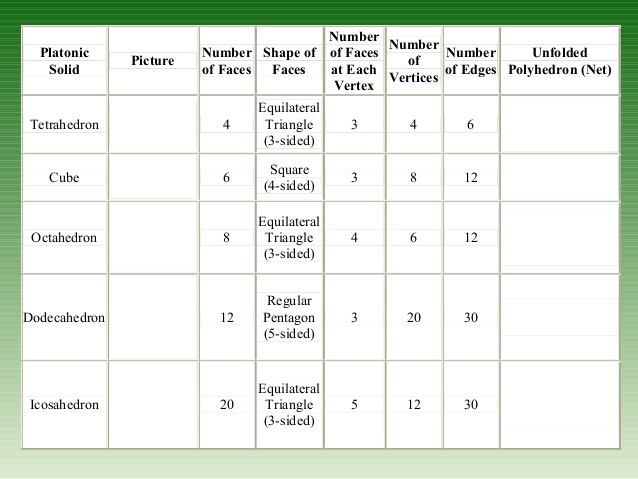 Platonic
Solid
Picture
Number
of Faces
Shape of
Faces
Number
of Faces
at Each
Vertex
Number
of
Vertices
Number
of Edges
Unfolded
Polyhedron (Net)
Tetrahedron
4
Equilateral
Triangle
(3-sided)
3
4
6
Cube
6
Square
(4-sided)
3
8
12
Octahedron
8
Equilateral
Triangle
(3-sided)
4
6
12
Dodecahedron
12
Regular
Pentagon
(5-sided)
3
20
30
Icosahedron
20
Equilateral
Triangle
(3-sided)
5
12
30